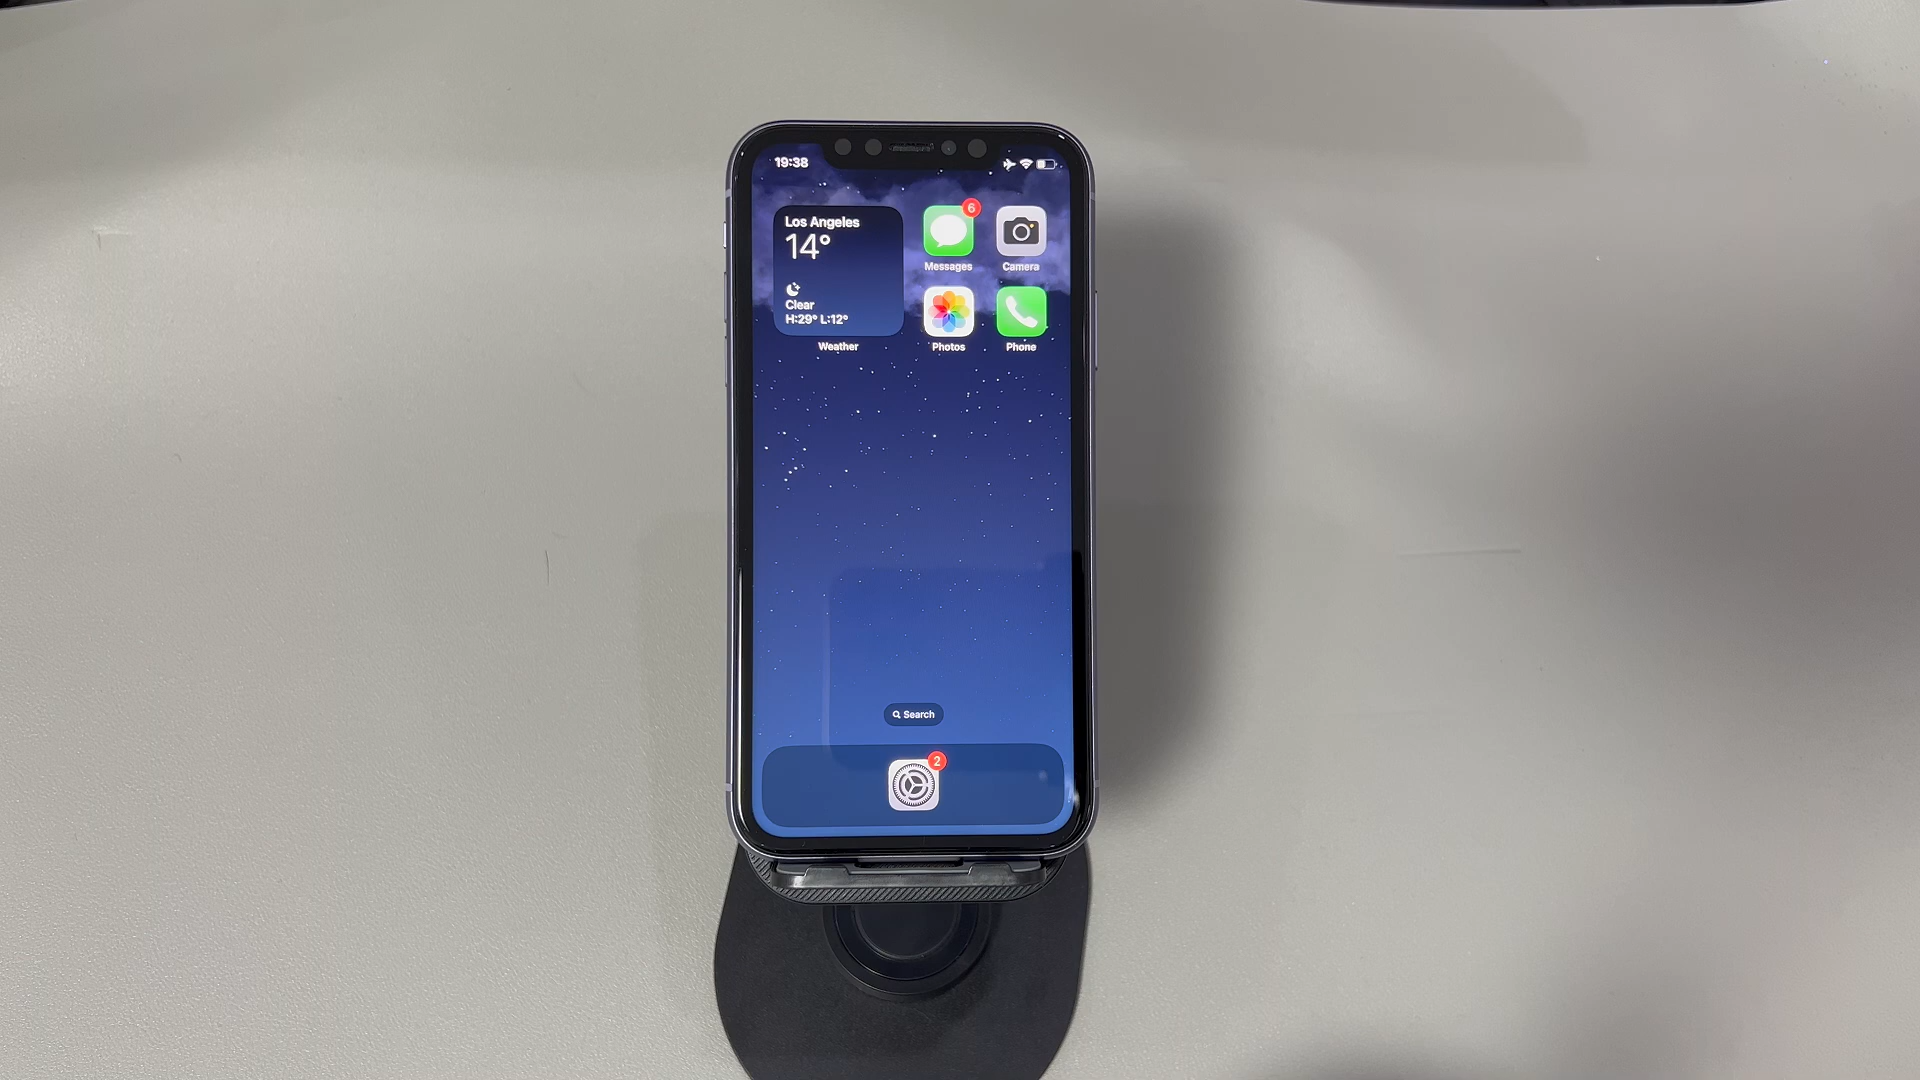 19:38
Los Angeles
14°
Clear
H:29° L:12°
Weather
6
Messages
Camera
Photos
Phone
Search
2